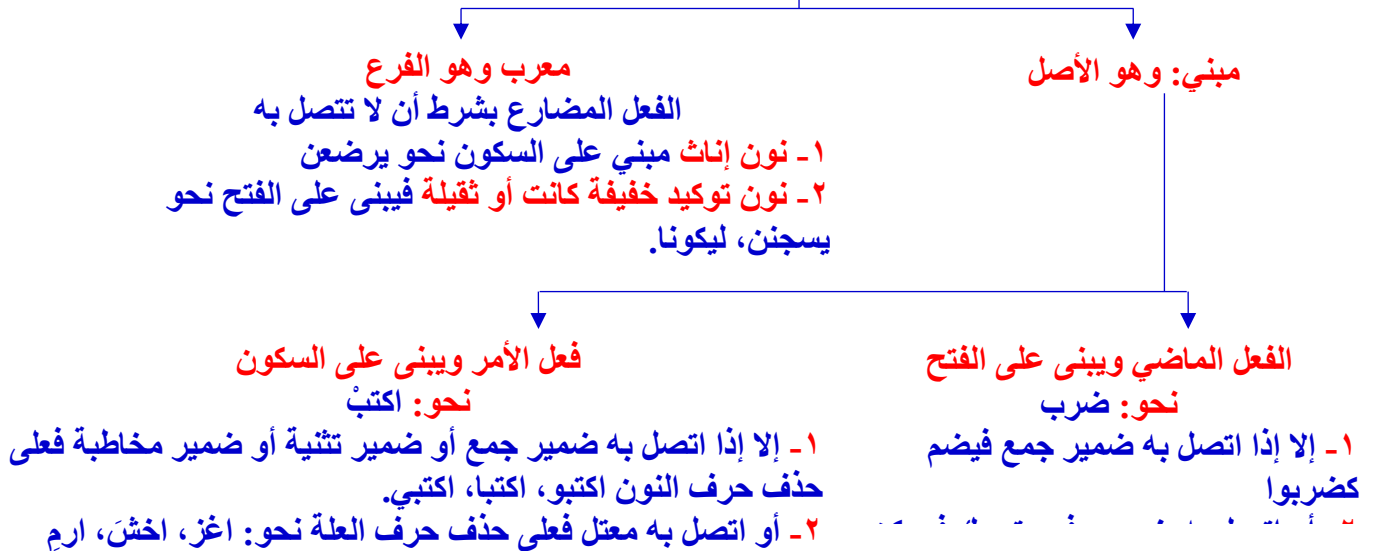 مبني: وهو الأصل
معرب وهو الفرع
الفعل المضارع بشرط أن لا تتصل به
١- نون إناث مبني على السكون نحو يرضعن
٢- نون توكيد خفيفة كانت أو ثقيلة فيبنى على الفتح نحو
يسجنن، ليكونا.
الفعل الماضي ويبنى على الفتح
نحو: ضرب
١- إلا إذا اتصل به ضمير جمع فيضم
كضربوا
فعل الأمر ويبنى على السكون
نحو: اكتبْ
١- إلا إذا اتصل به ضمير جمع أو ضمير تثنية أو ضمير مخاطبة فعلى
حذف حرف النون اكتبو، اكتبا، اكتبي.
٢- أو اتصل به معتل فعلى حذف حرف العلة نحو: اغز، اخشَ، ارمِ